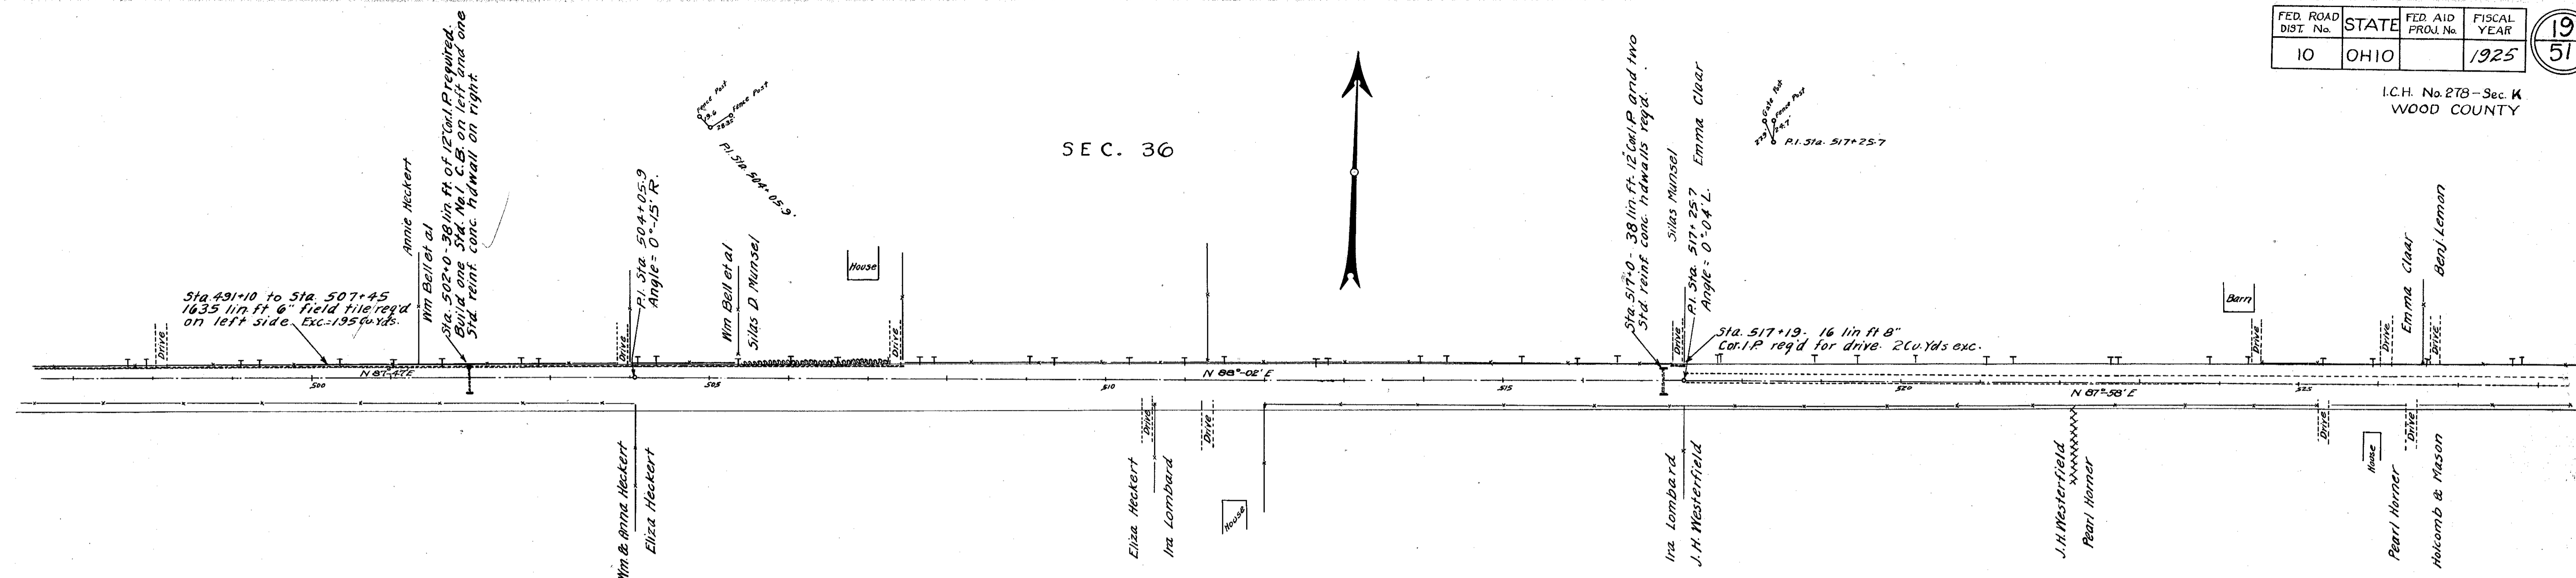 FED. ROAD DIST. No.
STATE
FED. AID PROJ. No.
FISCAL YEAR
10
OHIO
1925
19
51
I.C.H. No. 278 - Sec. K
WOOD COUNTY
SEC. 36
Sta. 491+10 to Sta. 507+45
1635 lin. ft 6" field tile req'd
on left side. Exc.=195 Cu.Yds.
Drive
Annie Heckert
Wm Bell et al
Sta. 502+0 - 38 lin. ft. of 12" Cor.I.P. required.
Build one Std. No. 1 C.B. on left and one
Std. reinf. conc. hdwall on right.
Drive
P.I. Sta. 504+05.9
Angle = 0°-15' R.
Fence Post
Fence Post
19.6
28.32
P.I. Sta. 504+05.9
Wm Bell et al
Silas D. Munsel
House
Drive
Sta. 517+0 - 38 lin. ft. 12" Cor.I.P. and two
Std. reinf. conc. hdwalls req'd.
Silas Munsel
Drive
P.I. Sta. 517+25.7
Angle = 0°-04' L.
Emma Claar
Gate Post
Fence Post
24.7'
P.I. Sta. 517+25.7
Sta. 517+19 - 16 lin ft 8"
Cor.I.P. req'd for drive. 2 Cu.Yds exc.
Barn
Drive
Drive
Emma Claar
Benj. Lemon
Drive
500
N 87°-47' E
505
510
N 88°-02' E
515
520
N 87°-58' E
525
Wm. & Anna Heckert
Eliza Heckert
Eliza Heckert
Drive
Ira Lombard
Drive
House
Ira Lombard
J.H. Westerfield
J.H. Westerfield
Pearl Horner
Drive
House
Pearl Horner
Drive
Holcomb & Mason